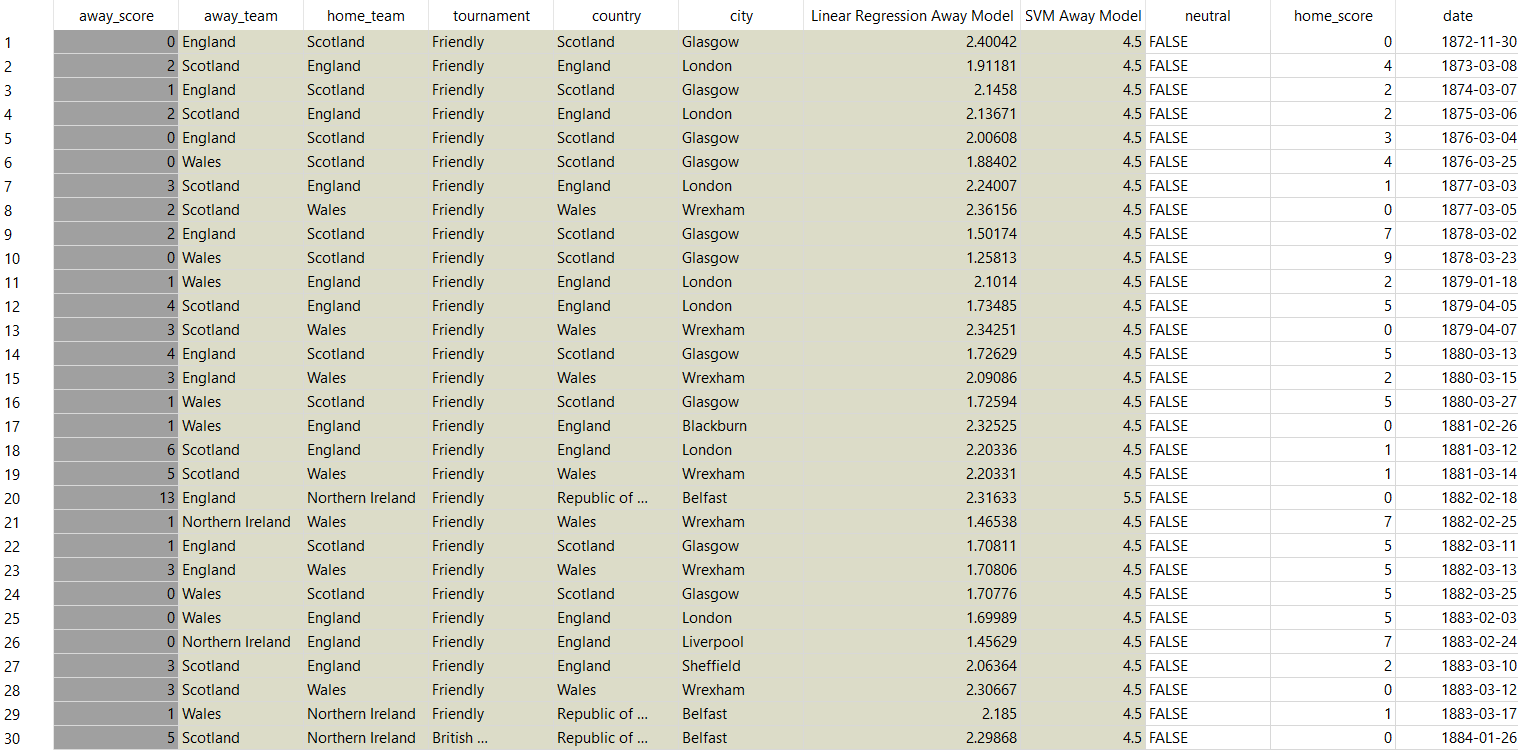 away_score away_team home_team tournament country city Linear Regression Away Model SVM Away Model neutral home_score date
1 0 England Scotland Friendly Scotland Glasgow 2.40042 4.5 FALSE 0 1872-11-30
2 2 Scotland England Friendly England London 1.91181 4.5 FALSE 4 1873-03-08
3 1 England Scotland Friendly Scotland Glasgow 2.1458 4.5 FALSE 2 1874-03-07
4 2 Scotland England Friendly England London 2.13671 4.5 FALSE 2 1875-03-06
5 0 England Scotland Friendly Scotland Glasgow 2.00608 4.5 FALSE 3 1876-03-04
6 0 Wales Scotland Friendly Scotland Glasgow 1.88402 4.5 FALSE 4 1876-03-25
7 3 Scotland England Friendly England London 2.24007 4.5 FALSE 1 1877-03-03
8 2 Scotland Wales Friendly Wales Wrexham 2.36156 4.5 FALSE 0 1877-03-05
9 2 England Scotland Friendly Scotland Glasgow 1.50174 4.5 FALSE 7 1878-03-02
10 0 Wales Scotland Friendly Scotland Glasgow 1.25813 4.5 FALSE 9 1878-03-23
11 1 Wales England Friendly England London 2.1014 4.5 FALSE 2 1879-01-18
12 4 Scotland England Friendly England London 1.73485 4.5 FALSE 5 1879-04-05
13 3 Scotland Wales Friendly Wales Wrexham 2.34251 4.5 FALSE 0 1879-04-07
14 4 England Scotland Friendly Scotland Glasgow 1.72629 4.5 FALSE 5 1880-03-13
15 3 England Wales Friendly Wales Wrexham 2.09086 4.5 FALSE 2 1880-03-15
16 1 Wales Scotland Friendly Scotland Glasgow 1.72594 4.5 FALSE 5 1880-03-27
17 1 Wales England Friendly England Blackburn 2.32525 4.5 FALSE 0 1881-02-26
18 6 Scotland England Friendly England London 2.20336 4.5 FALSE 1 1881-03-12
19 5 Scotland Wales Friendly Wales Wrexham 2.20331 4.5 FALSE 1 1881-03-14
20 13 England Northern Ireland Friendly Republic of ... Belfast 2.31633 5.5 FALSE 0 1882-02-18
21 1 Northern Ireland Wales Friendly Wales Wrexham 1.46538 4.5 FALSE 7 1882-02-25
22 1 England Scotland Friendly Scotland Glasgow 1.70811 4.5 FALSE 5 1882-03-11
23 3 England Wales Friendly Wales Wrexham 1.70806 4.5 FALSE 5 1882-03-13
24 0 Wales Scotland Friendly Scotland Glasgow 1.70776 4.5 FALSE 5 1882-03-25
25 0 Wales England Friendly England London 1.69989 4.5 FALSE 5 1883-02-03
26 0 Northern Ireland England Friendly England Liverpool 1.45629 4.5 FALSE 7 1883-02-24
27 3 Scotland England Friendly England Sheffield 2.06364 4.5 FALSE 2 1883-03-10
28 3 Scotland Wales Friendly Wales Wrexham 2.30667 4.5 FALSE 0 1883-03-12
29 1 Wales Northern Ireland Friendly Republic of ... Belfast 2.185 4.5 FALSE 1 1883-03-17
30 5 Scotland Northern Ireland British ... Republic of ... Belfast 2.29868 4.5 FALSE 0 1884-01-26